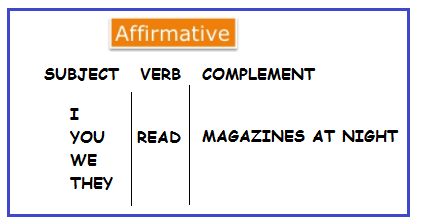 Affirmative
SUBJECT VERB COMPLEMENT
I
YOU READ MAGAZINES AT NIGHT
WE
THEY